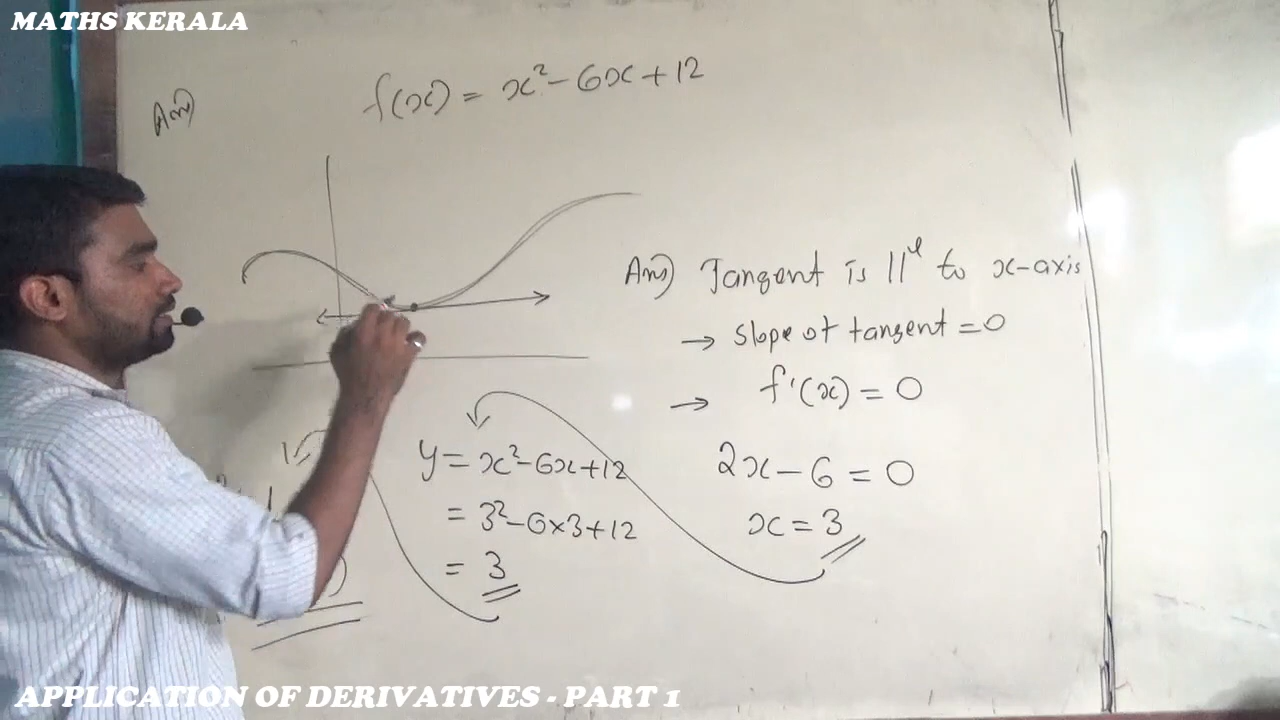 MATHS KERALA
f(x) = x² - 6x + 12
Ans)
Ans) Tangent is ||ˡ to x-axis
→ slope of tangent = 0
→ f'(x) = 0
y = x² - 6x + 12
2x - 6 = 0
= 3² - 6×3 + 12
x = 3
= 3
APPLICATION OF DERIVATIVES - PART 1